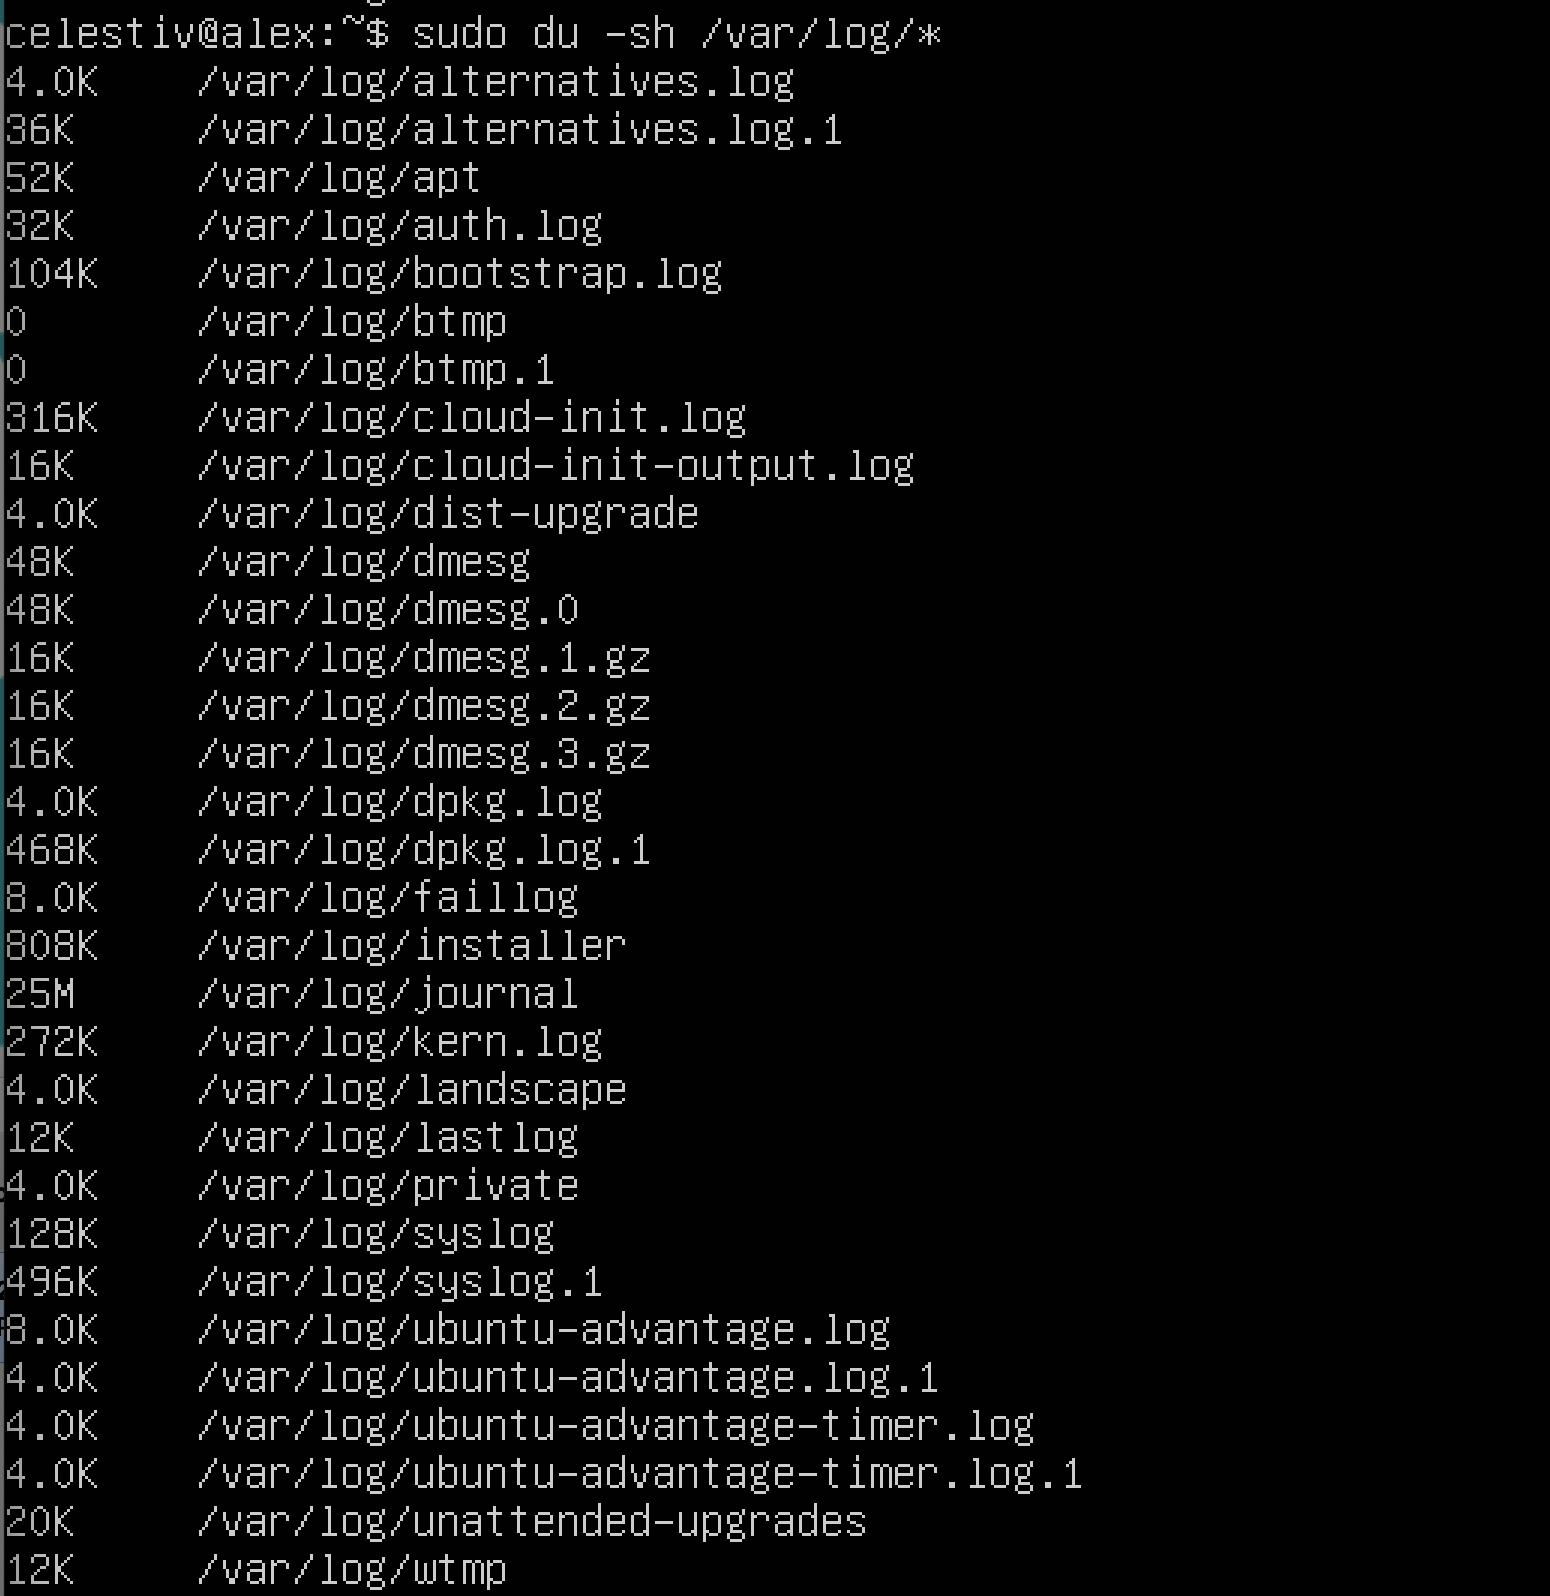 celestiv@alex:~$ sudo du -sh /var/log/*
4.0K /var/log/alternatives.log
36K /var/log/alternatives.log.1
52K /var/log/apt
32K /var/log/auth.log
104K /var/log/bootstrap.log
0 /var/log/btmp
0 /var/log/btmp.1
316K /var/log/cloud-init.log
16K /var/log/cloud-init-output.log
4.0K /var/log/dist-upgrade
48K /var/log/dmesg
48K /var/log/dmesg.0
16K /var/log/dmesg.1.gz
16K /var/log/dmesg.2.gz
16K /var/log/dmesg.3.gz
4.0K /var/log/dpkg.log
468K /var/log/dpkg.log.1
8.0K /var/log/faillog
808K /var/log/installer
25M /var/log/journal
272K /var/log/kern.log
4.0K /var/log/landscape
12K /var/log/lastlog
4.0K /var/log/private
128K /var/log/syslog
496K /var/log/syslog.1
8.0K /var/log/ubuntu-advantage.log
4.0K /var/log/ubuntu-advantage.log.1
4.0K /var/log/ubuntu-advantage-timer.log
4.0K /var/log/ubuntu-advantage-timer.log.1
20K /var/log/unattended-upgrades
12K /var/log/wtmp